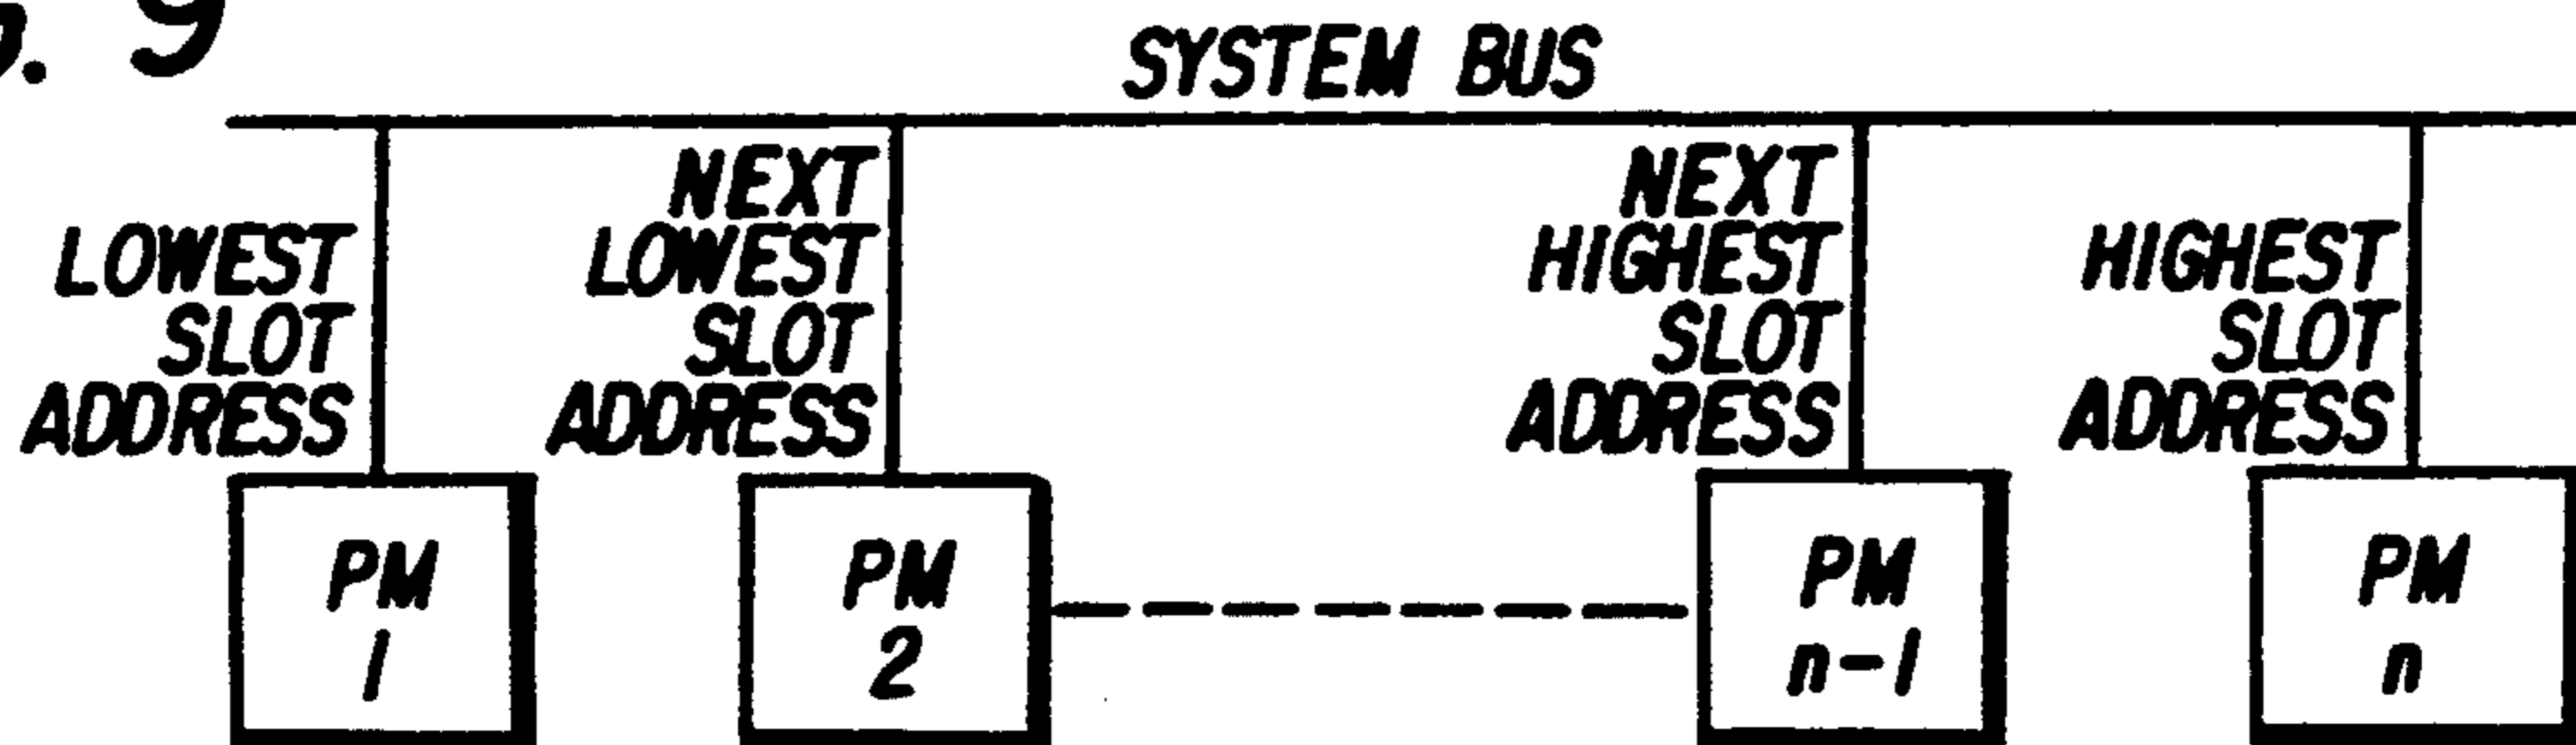 9
SYSTEM BUS
LOWEST
SLOT
ADDRESS
NEXT
LOWEST
SLOT
ADDRESS
NEXT
HIGHEST
SLOT
ADDRESS
HIGHEST
SLOT
ADDRESS
PM
1
PM
2
PM
n-1
PM
n